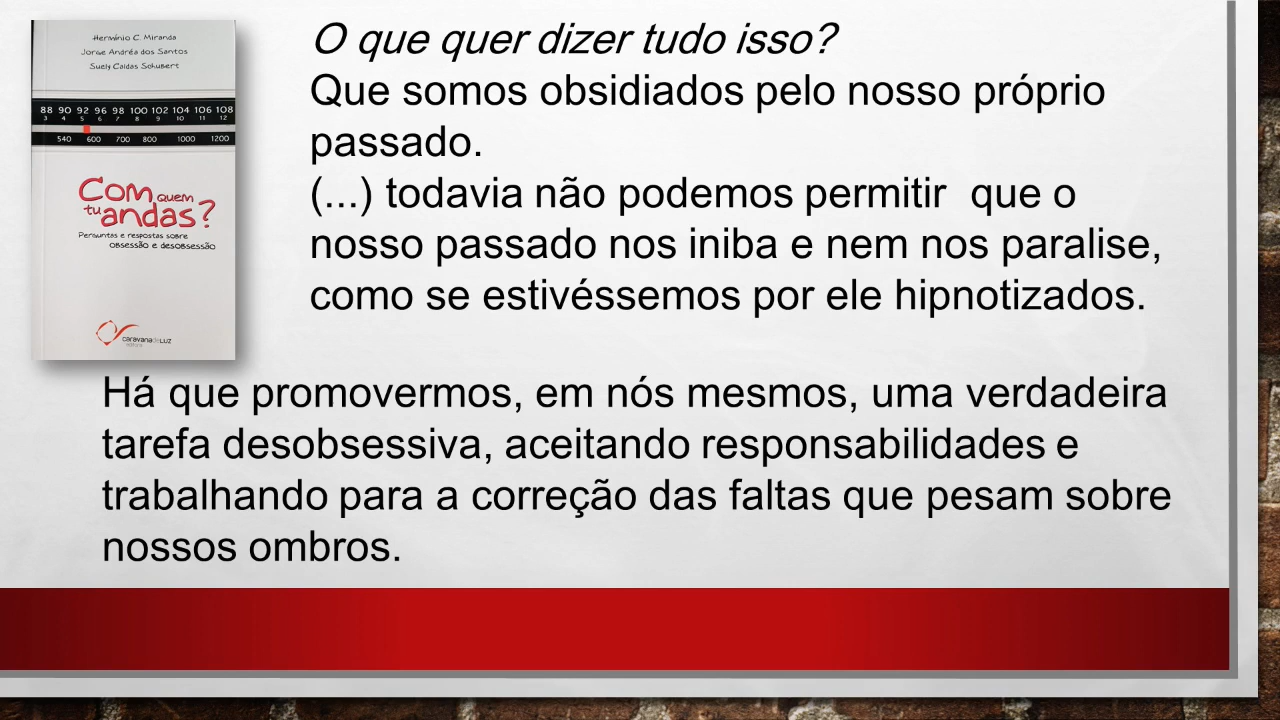 Hermínio C. Miranda
Jorge Andréa dos Santos
Suely Caldas Schubert
88 90 92 96 98 100 102 104 106 108
3 4 5 6 7 8 9 10 11 12
540 600 700 800 1000 1200
Com quem
tu andas?
Perguntas e respostas sobre
obsessão e desobsessão
caravana de LUZ
editora
O que quer dizer tudo isso?
Que somos obsidiados pelo nosso próprio
passado.
(...) todavia não podemos permitir que o
nosso passado nos iniba e nem nos paralise,
como se estivéssemos por ele hipnotizados.
Há que promovermos, em nós mesmos, uma verdadeira
tarefa desobsessiva, aceitando responsabilidades e
trabalhando para a correção das faltas que pesam sobre
nossos ombros.